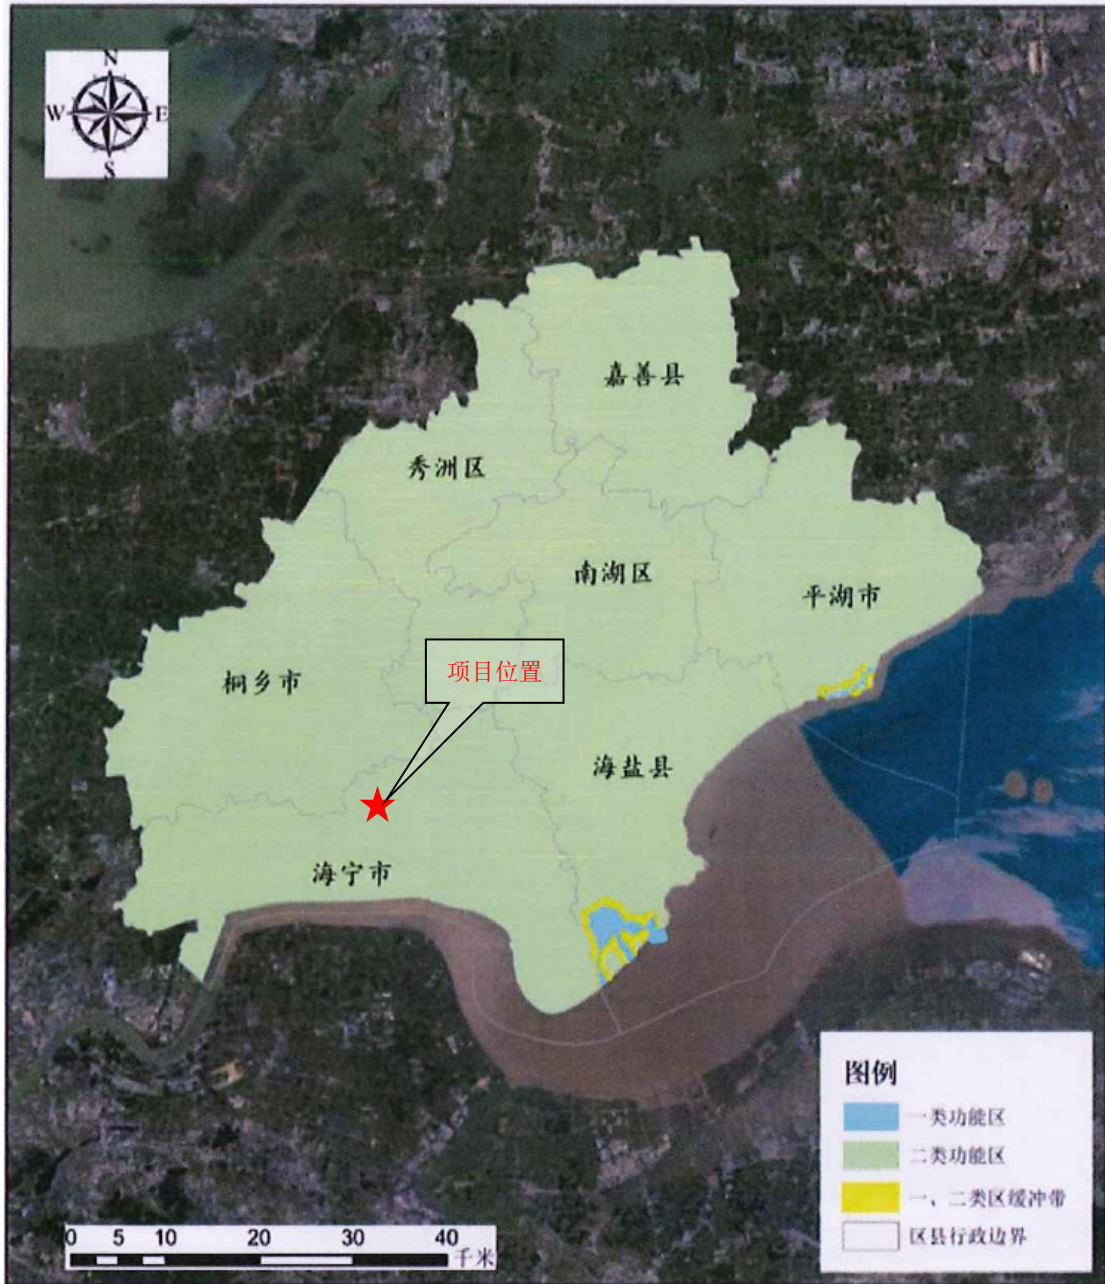 N
W E
S
嘉善县
秀洲区
南湖区
平湖市
项目位置
桐乡市
海盐县
海宁市
图例
一类功能区
二类功能区
一、二类区缓冲带
区县行政边界
0 5 10 20 30 40
千米